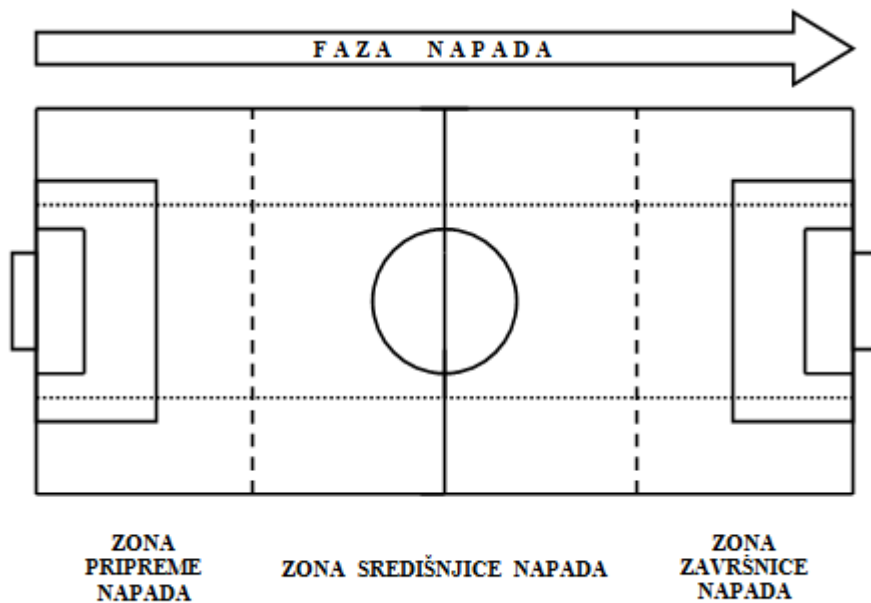 FAZA NAPADA
ZONA
PRIPREME
NAPADA
ZONA SREDIŠNJICE NAPADA
ZONA
ZAVRŠNICE
NAPADA